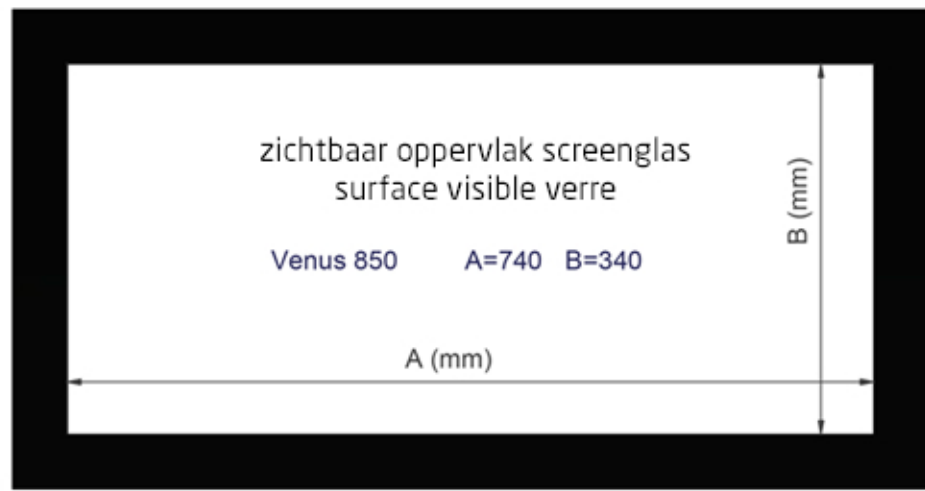 zichtbaar oppervlak screenglas
surface visible verre
Venus 850 A=740 B=340
B (mm)
A (mm)